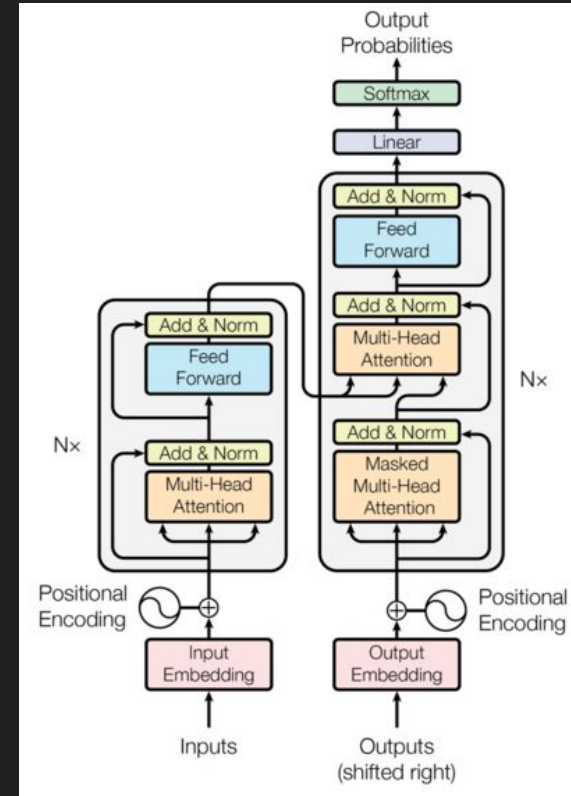 Output
Probabilities
Softmax
Linear
Add & Norm
Feed
Forward
Add & Norm
Multi-Head
Attention
Nx
Add & Norm
Masked
Multi-Head
Attention
Add & Norm
Feed
Forward
Nx
Add & Norm
Multi-Head
Attention
Positional
Encoding
Positional
Encoding
Input
Embedding
Output
Embedding
Inputs
Outputs
(shifted right)